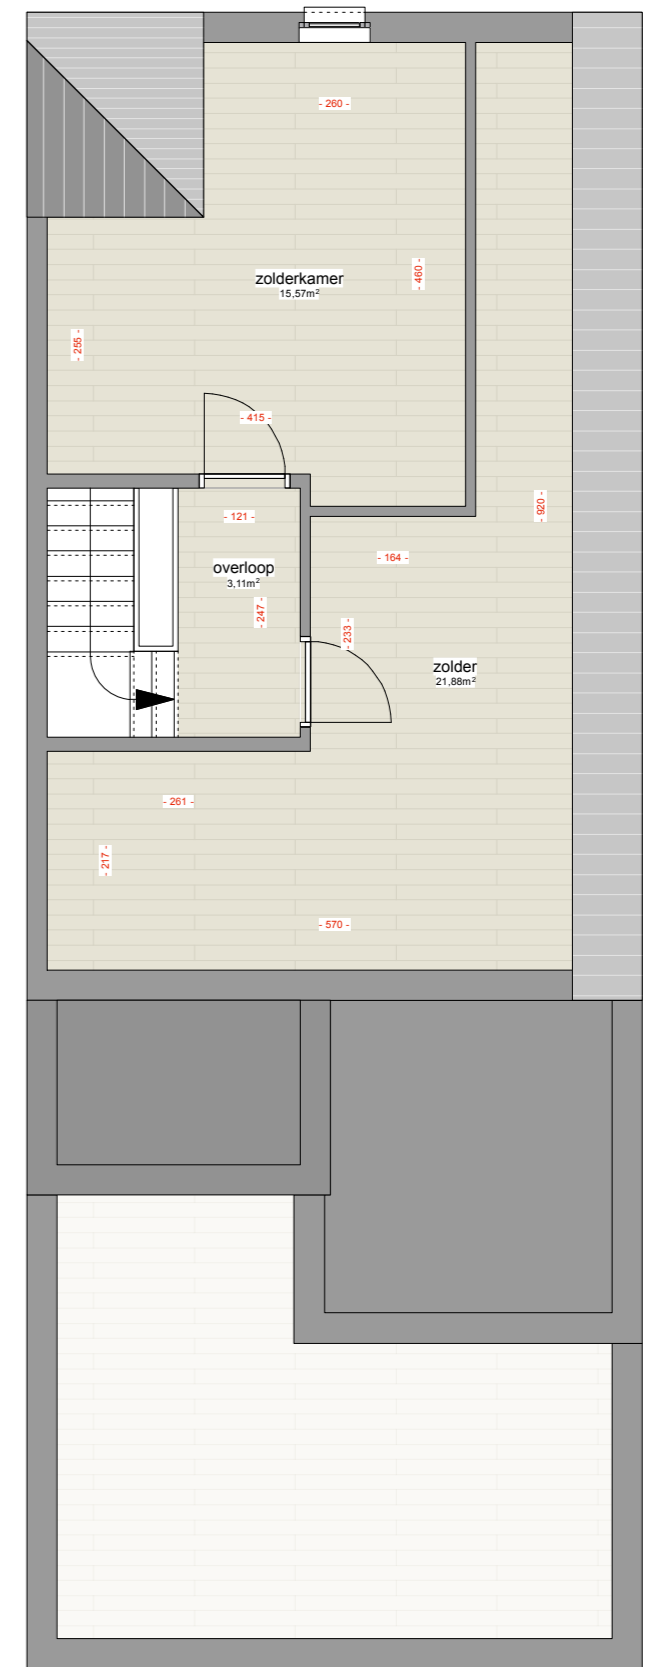 - 260 -
- 460 -
zolderkamer
15,57m²
- 255 -
- 415 -
- 920 -
- 121 -
- 164 -
overloop
3,11m²
- 247 -
- 233 -
zolder
21,88m²
- 261 -
- 217 -
- 570 -